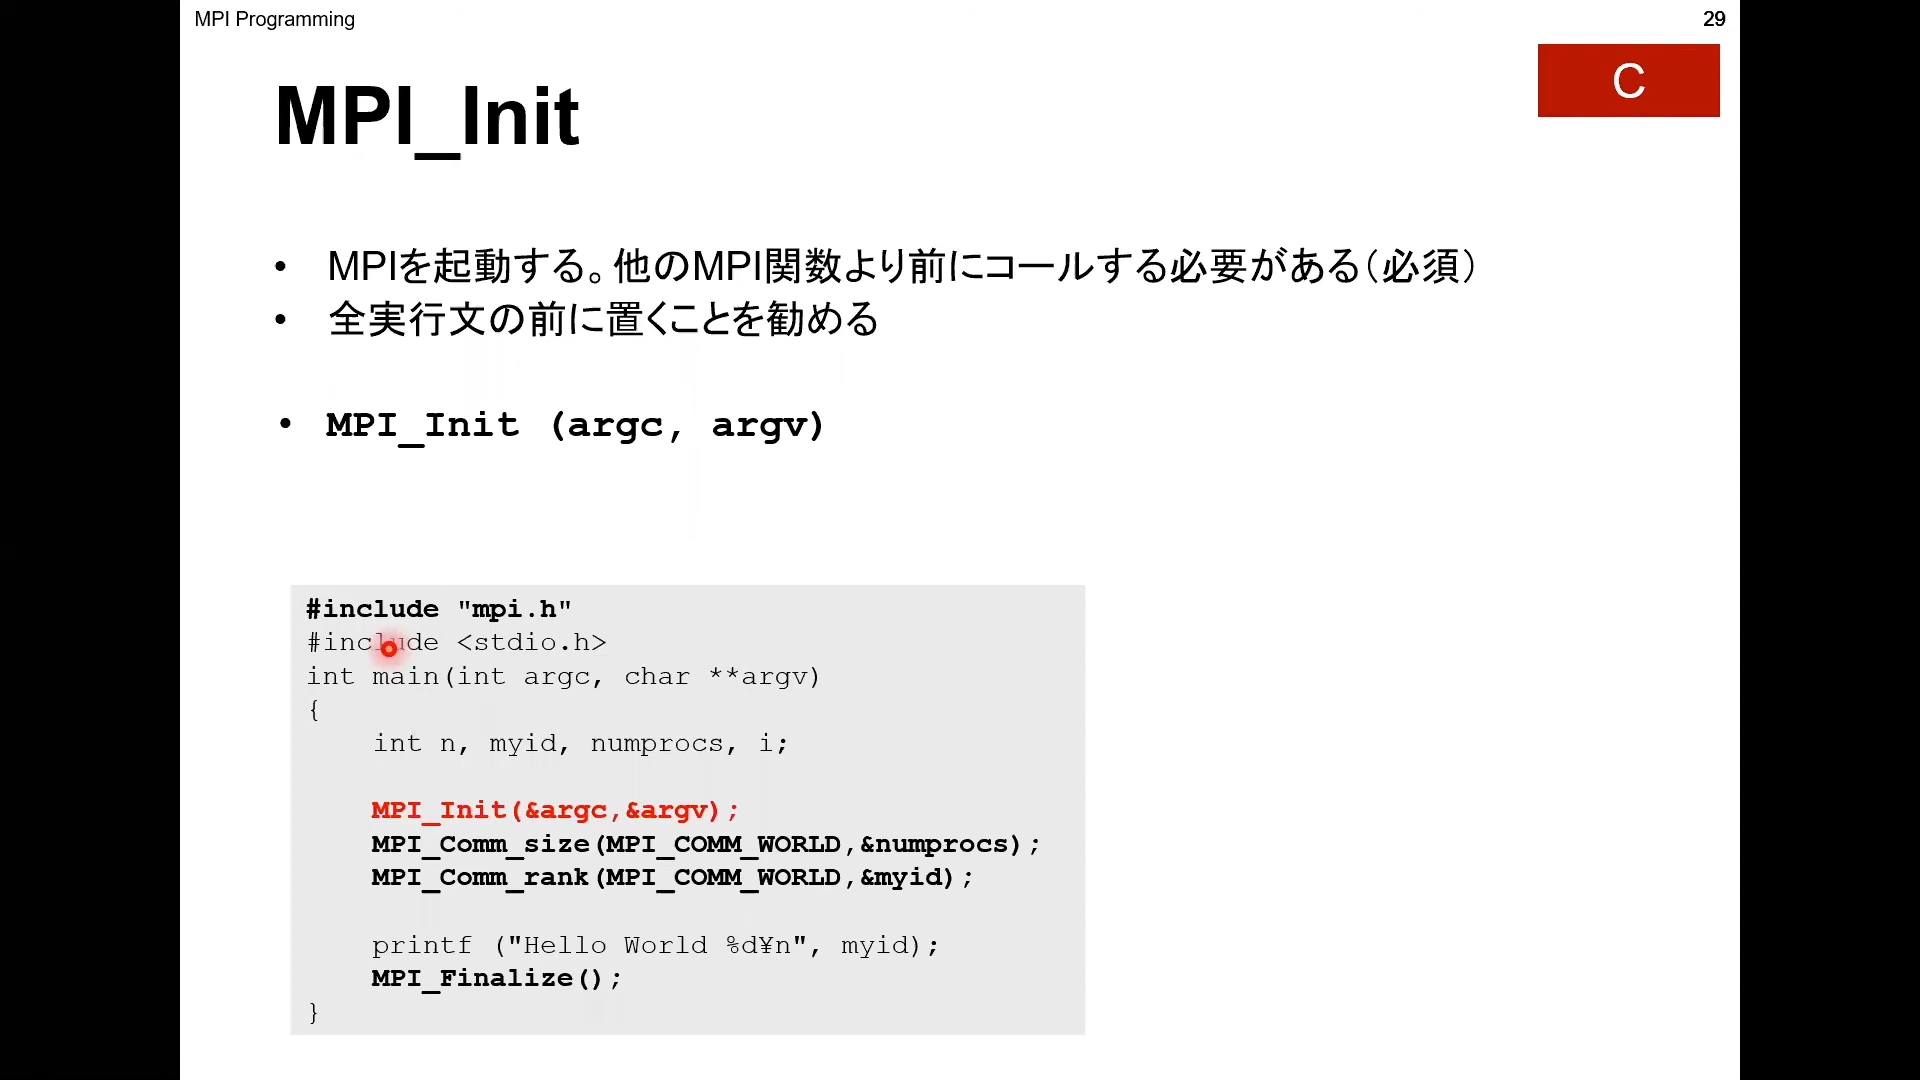 MPI Programming
29
C
MPI_Init
• MPIを起動する。他のMPI関数より前にコールする必要がある（必須）
• 全実行文の前に置くことを勧める
• MPI_Init (argc, argv)
#include "mpi.h"
#include <stdio.h>
int main(int argc, char **argv)
{
    int n, myid, numprocs, i;
    MPI_Init(&argc,&argv);
    MPI_Comm_size(MPI_COMM_WORLD,&numprocs);
    MPI_Comm_rank(MPI_COMM_WORLD,&myid);
    printf ("Hello World %d¥n", myid);
    MPI_Finalize();
}